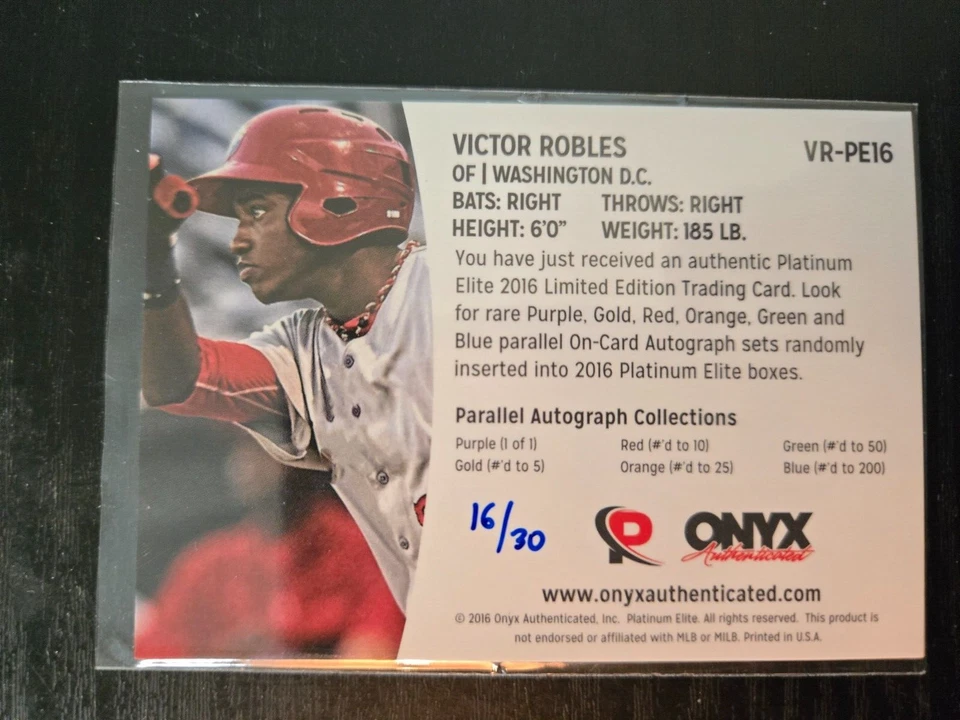 VICTOR ROBLES
VR-PE16
OF | WASHINGTON D.C.
BATS: RIGHT THROWS: RIGHT
HEIGHT: 6'0" WEIGHT: 185 LB.
You have just received an authentic Platinum
Elite 2016 Limited Edition Trading Card. Look
for rare Purple, Gold, Red, Orange, Green and
Blue parallel On-Card Autograph sets randomly
inserted into 2016 Platinum Elite boxes.
Parallel Autograph Collections
Purple (1 of 1) Red (#'d to 10) Green (#'d to 50)
Gold (#'d to 5) Orange (#'d to 25) Blue (#'d to 200)
16/30
P
ONYX
Authenticated
www.onyxauthenticated.com
© 2016 Onyx Authenticated, Inc. Platinum Elite. All rights reserved. This product is
not endorsed or affiliated with MLB or MILB. Printed in U.S.A.